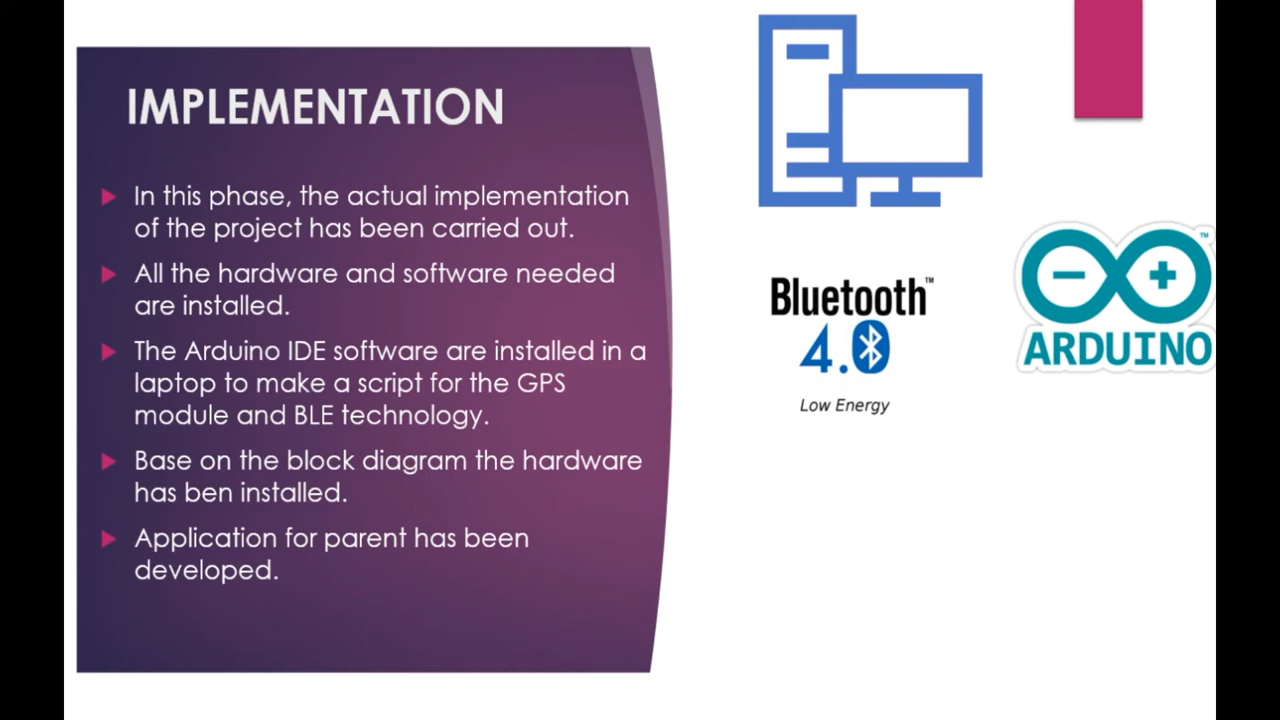 IMPLEMENTATION
In this phase, the actual implementation
of the project has been carried out.
All the hardware and software needed
are installed.
The Arduino IDE software are installed in a
laptop to make a script for the GPS
module and BLE technology.
Base on the block diagram the hardware
has ben installed.
Application for parent has been
developed.
Bluetooth™
4.0
Low Energy
™
ARDUINO